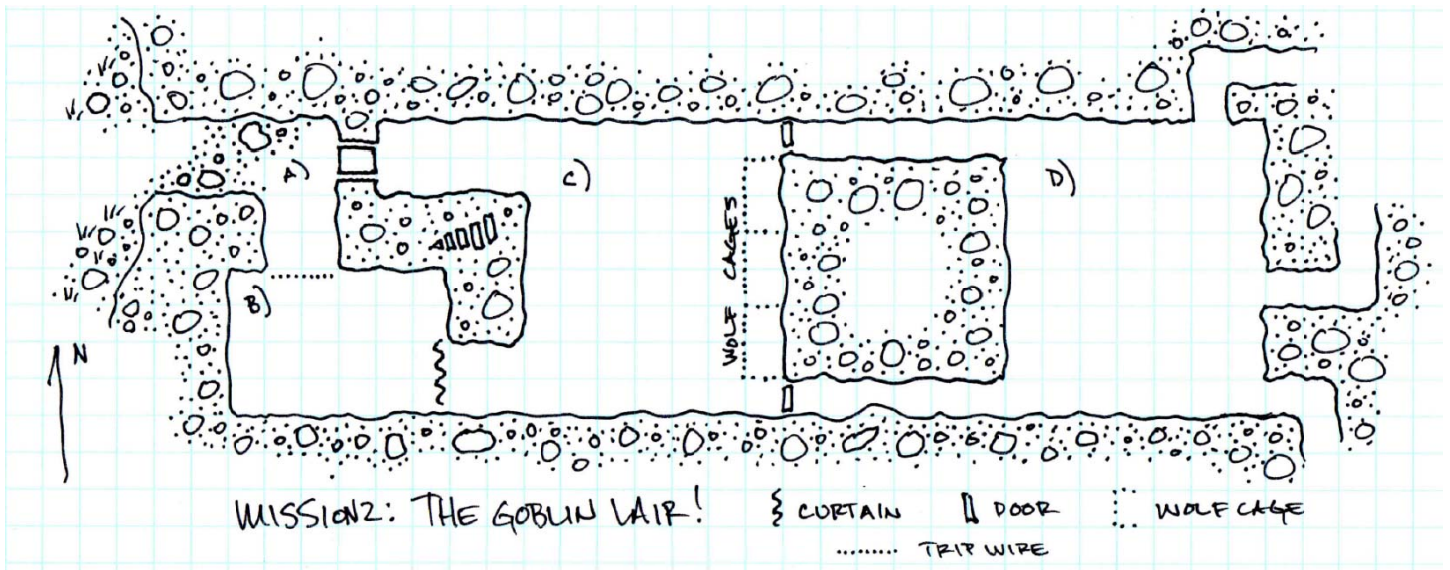 A)
C)
D)
B)
WOLF CAGES
N
MISSION2: THE GOBLIN LAIR!
CURTAIN
DOOR
WOLF CAGE
TRIP WIRE